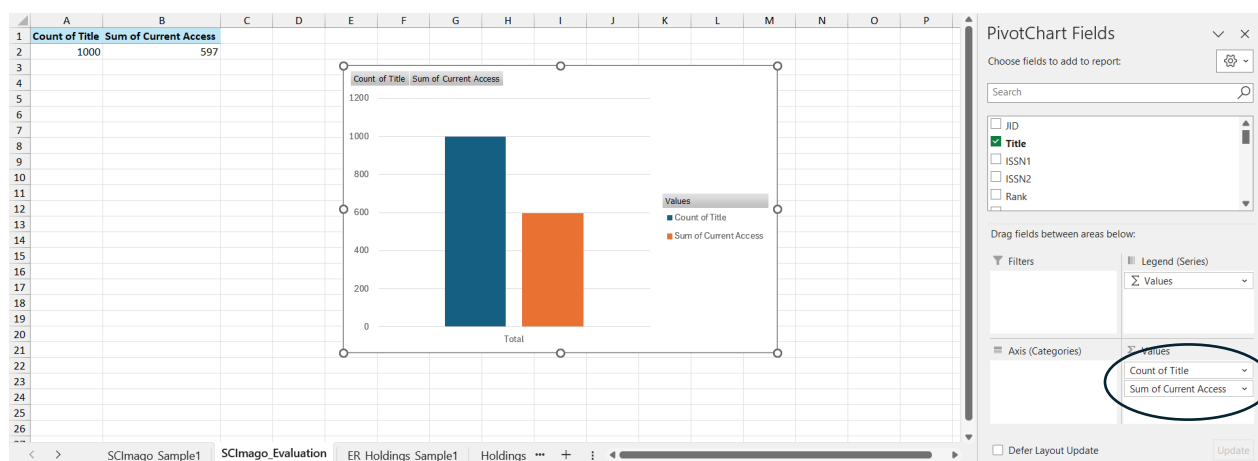 A B C D E F G H I J K L M N O P
1 Count of Title Sum of Current Access
2 1000 597
3
4
5
6
7
8
9
10
11
12
13
14
15
16
17
18
19
20
21
22
23
24
25
26
Count of Title Sum of Current Access
1200
1000
800
600
400
200
0
Total
Values
Count of Title
Sum of Current Access
SCImago Sample1 SCImago_Evaluation ER Holdings Sample1 Holdings
PivotChart Fields
Choose fields to add to report:
Search
JID
Title
ISSN1
ISSN2
Rank
Drag fields between areas below:
Filters
Legend (Series)
Σ Values
Axis (Categories)
Σ Values
Count of Title
Sum of Current Access
Defer Layout Update
Update